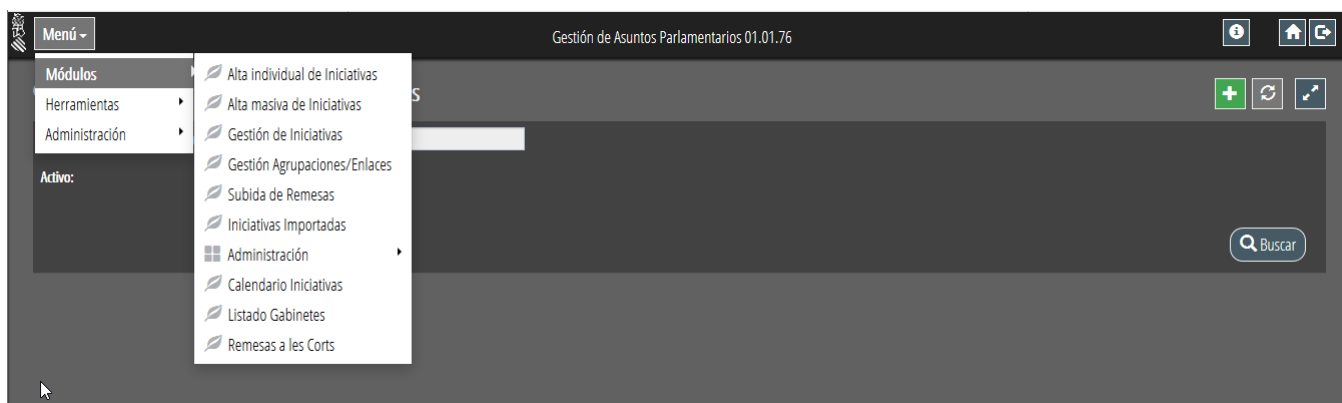 Menú
Gestión de Asuntos Parlamentarios 01.01.76
Módulos
Herramientas
Administración
Alta individual de Iniciativas
Alta masiva de Iniciativas
Gestión de Iniciativas
Gestión Agrupaciones/Enlaces
Subida de Remesas
Iniciativas Importadas
Administración
Calendario Iniciativas
Listado Gabinetes
Remesas a les Corts
Activo:
Buscar